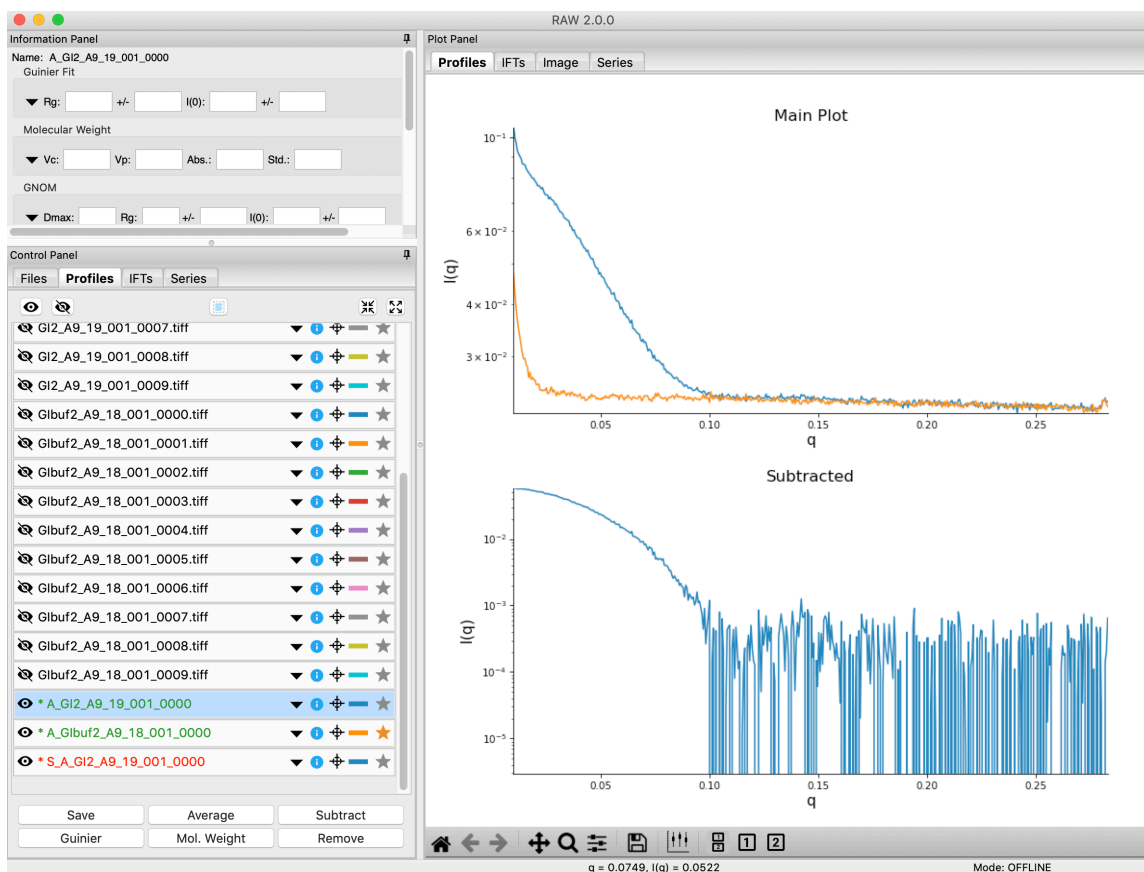 RAW 2.0.0
Information Panel
Name: A_GI2_A9_19_001_0000
Guinier Fit
Rg: +/- I(0): +/-
Molecular Weight
Vc: Vp: Abs.: Std.:
GNOM
Dmax: Rg: +/- I(0): +/-
Control Panel
Files Profiles IFTs Series
GI2_A9_19_001_0007.tiff
GI2_A9_19_001_0008.tiff
GI2_A9_19_001_0009.tiff
GIbuf2_A9_18_001_0000.tiff
GIbuf2_A9_18_001_0001.tiff
GIbuf2_A9_18_001_0002.tiff
GIbuf2_A9_18_001_0003.tiff
GIbuf2_A9_18_001_0004.tiff
GIbuf2_A9_18_001_0005.tiff
GIbuf2_A9_18_001_0006.tiff
GIbuf2_A9_18_001_0007.tiff
GIbuf2_A9_18_001_0008.tiff
GIbuf2_A9_18_001_0009.tiff
* A_GI2_A9_19_001_0000
* A_GIbuf2_A9_18_001_0000
* S_A_GI2_A9_19_001_0000
Save Average Subtract
Guinier Mol. Weight Remove
Plot Panel
Profiles IFTs Image Series
Main Plot
10⁻¹
6 × 10⁻²
4 × 10⁻²
3 × 10⁻²
I(q)
0.05 0.10 0.15 0.20 0.25
q
Subtracted
10⁻²
10⁻³
10⁻⁴
10⁻⁵
I(q)
0.05 0.10 0.15 0.20 0.25
q
1 2 1 2
q = 0.0749, I(q) = 0.0522 Mode: OFFLINE